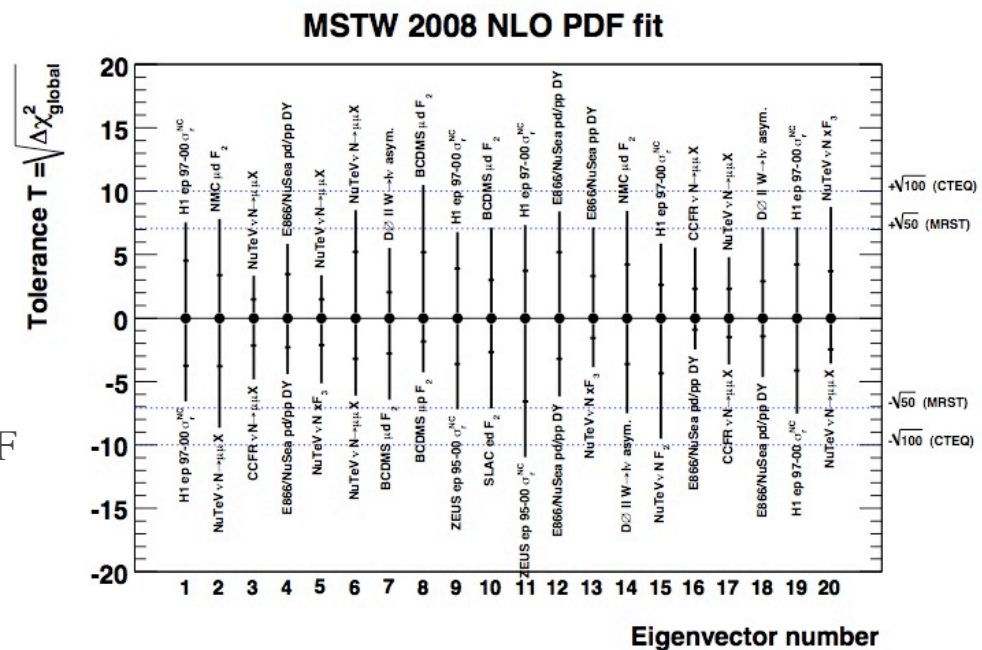 MSTW 2008 NLO PDF fit
Tolerance T = √Δχ²global
20
15
10
5
0
-5
-10
-15
-20
H1 ep 97-00 σr^NC
NMC μd F2
NuTeV νN→μμX
E866/NuSea pd/pp DY
NuTeV νN→μμX
NuTeV νN→μμX
DØ II W→lν asym.
BCDMS μd F2
H1 ep 97-00 σr^NC
BCDMS μd F2
H1 ep 97-00 σr^NC
E866/NuSea pd/pp DY
E866/NuSea pp DY
NMC μd F2
H1 ep 97-00 σr^NC
CCFR νN→μμX
NuTeV νN→μμX
DØ II W→lν asym.
H1 ep 97-00 σr^NC
NuTeV νN xF3
+√100 (CTEQ)
+√50 (MRST)
-√50 (MRST)
-√100 (CTEQ)
H1 ep 97-00 σr^NC
NuTeV νN→μμX
CCFR νN→μμX
E866/NuSea pd/pp DY
NuTeV νN xF3
NuTeV νN→μμX
BCDMS μd F2
BCDMS μp F2
ZEUS ep 95-00 σr^NC
SLAC ed F2
ZEUS ep 95-00 σr^NC
E866/NuSea pd/pp DY
NuTeV νN xF3
DØ II W→lν asym.
NuTeV νN F2
E866/NuSea pd/pp DY
CCFR νN→μμX
E866/NuSea pd/pp DY
H1 ep 97-00 σr^NC
NuTeV νN→μμX
1 2 3 4 5 6 7 8 9 10 11 12 13 14 15 16 17 18 19 20
Eigenvector number